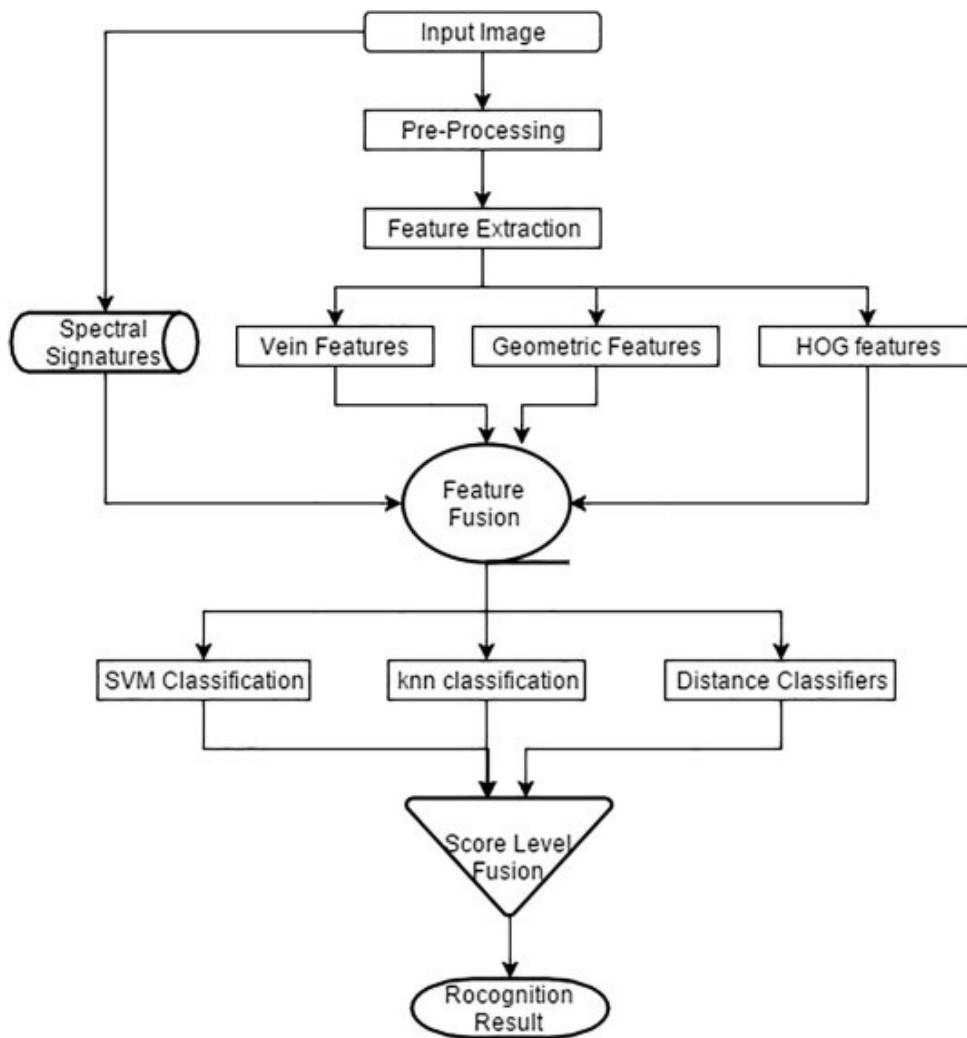 Input Image
Pre-Processing
Feature Extraction
Spectral
Signatures
Vein Features
Geometric Features
HOG features
Feature
Fusion
SVM Classification
knn classification
Distance Classifiers
Score Level
Fusion
Rocognition
Result